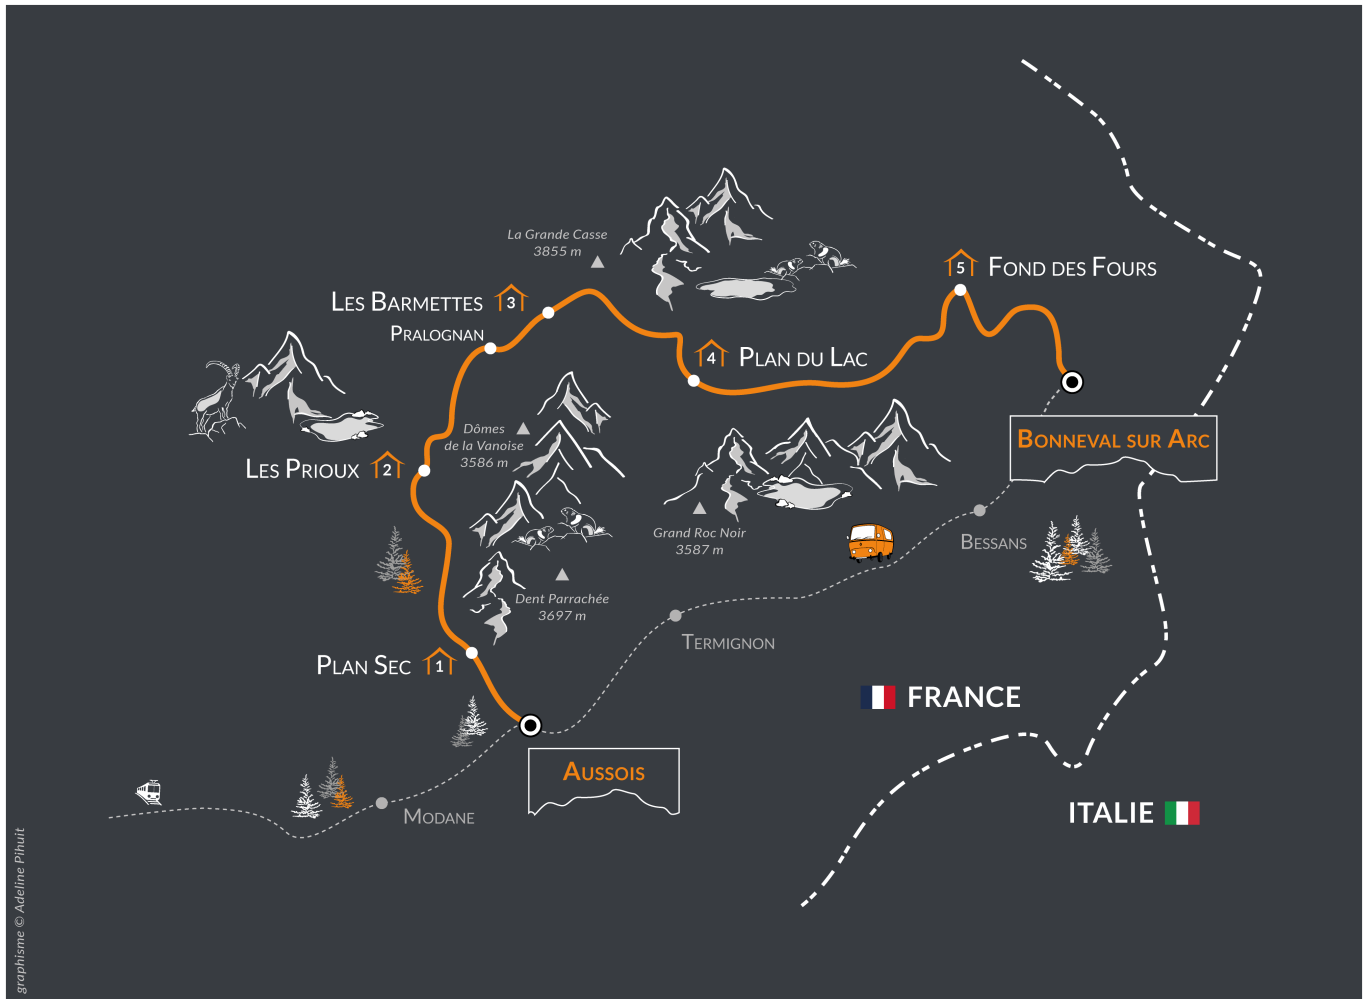 La Grande Casse
3855 m
5 Fond des Fours
Les Barmettes 3
Pralognan
4 Plan du Lac
Dômes
de la Vanoise
3586 m
Bonneval sur Arc
Les Prioux 2
Grand Roc Noir
3587 m
Bessans
Dent Parrachée
3697 m
Termignon
Plan Sec 1
FRANCE
Aussois
Modane
ITALIE
graphisme © Adeline Pihuit